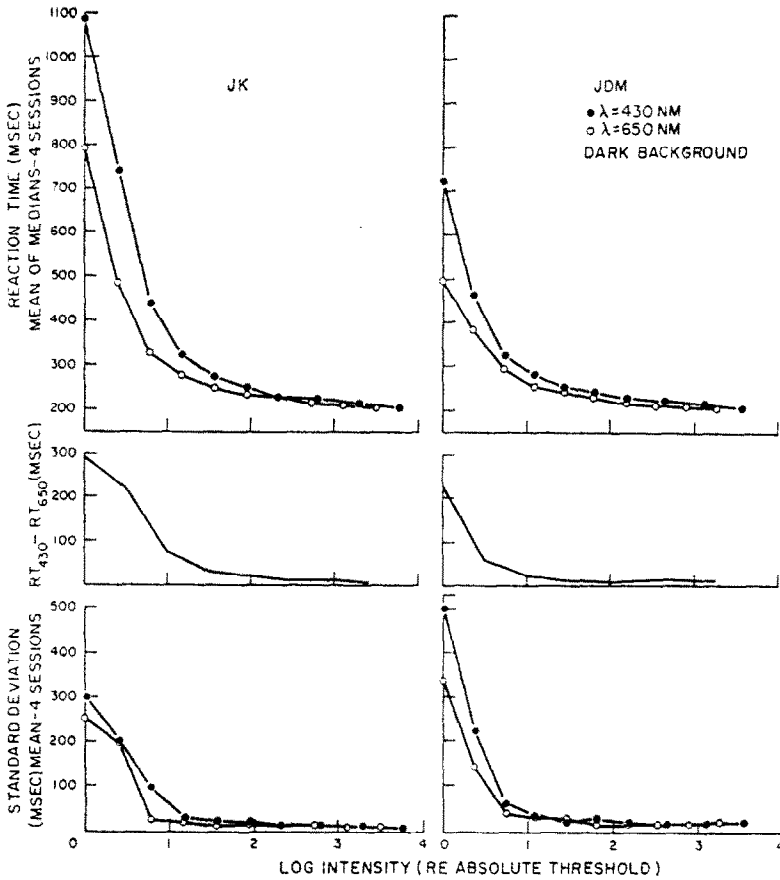 1100
1000
900
800
700
500
400
300
200
REACTION TIME (MSEC)
MEAN OF MEDIANS-4 SESSIONS
JK
JDM
λ=430 NM
λ=650 NM
DARK BACKGROUND
300
200
100
RT430- RT650(MSEC)
500
300
200
100
0
STANDARD DEVIATION
(MSEC)MEAN-4 SESSIONS
1 2 3 4 0 1 2 3 4
LOG INTENSITY (RE ABSOLUTE THRESHOLD)